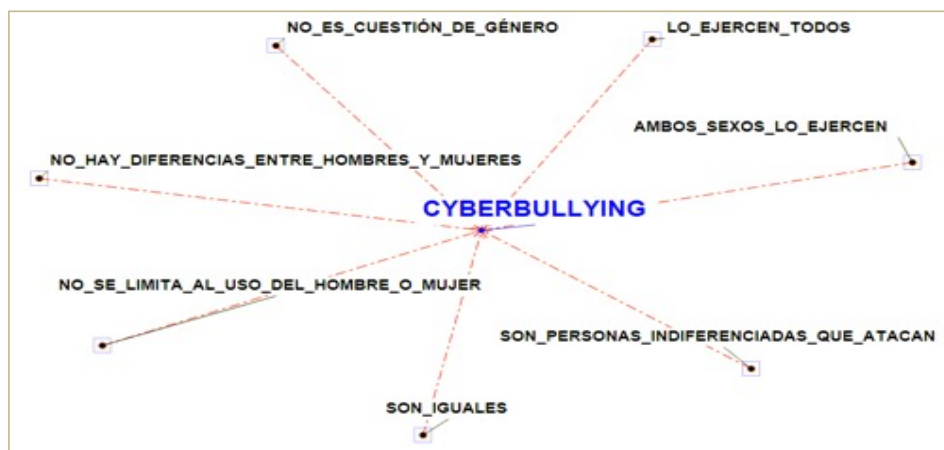 NO_ES_CUESTIÓN_DE_GÉNERO
LO_EJERCEN_TODOS
AMBOS_SEXOS_LO_EJERCEN
NO_HAY_DIFERENCIAS_ENTRE_HOMBRES_Y_MUJERES
CYBERBULLYING
NO_SE_LIMITA_AL_USO_DEL_HOMBRE_O_MUJER
SON_PERSONAS_INDIFERENCIADAS_QUE_ATACAN
SON_IGUALES